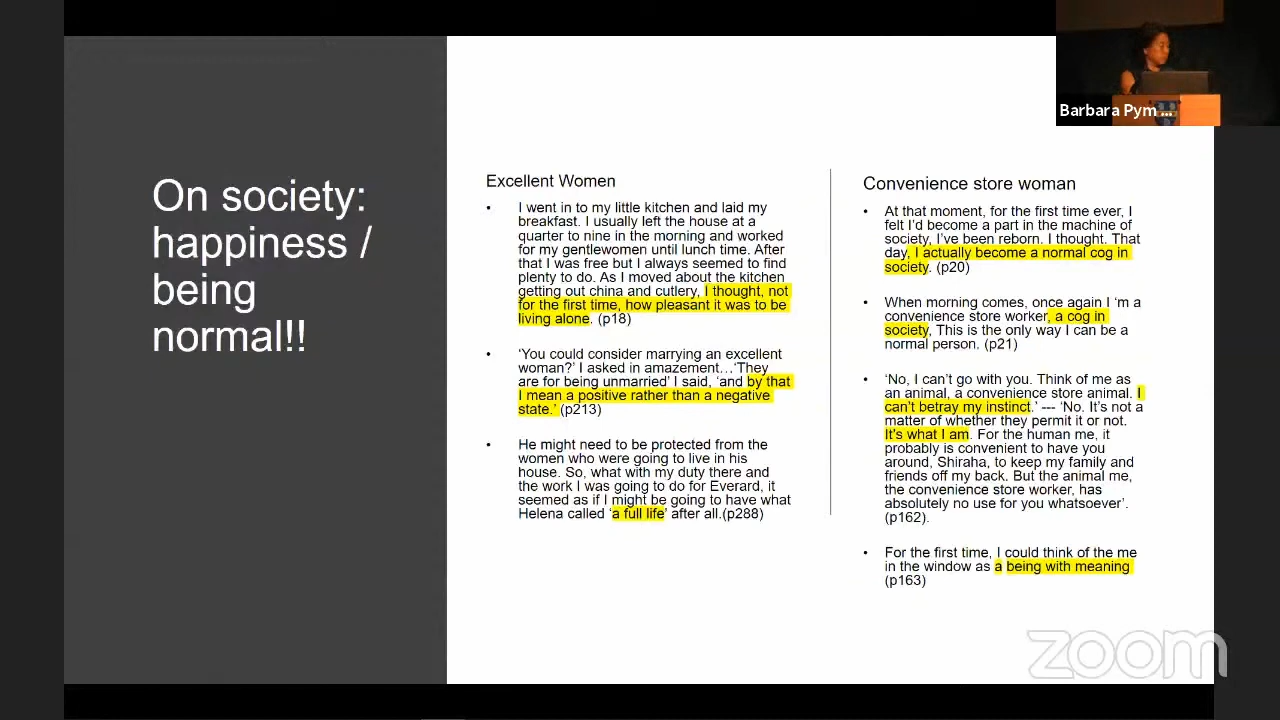 On society:
happiness /
being
normal!!
Excellent Women
• I went in to my little kitchen and laid my
breakfast. I usually left the house at a
quarter to nine in the morning and worked
for my gentlewomen until lunch time. After
that I was free but I always seemed to find
plenty to do. As I moved about the kitchen
getting out china and cutlery, I thought, not
for the first time, how pleasant it was to be
living alone. (p18)
• ‘You could consider marrying an excellent
woman?’ I asked in amazement…‘They
are for being unmarried’ I said, ‘and by that
I mean a positive rather than a negative
state.’ (p213)
• He might need to be protected from the
women who were going to live in his
house. So, what with my duty there and
the work I was going to do for Everard, it
seemed as if I might be going to have what
Helena called ‘a full life’ after all.(p288)
Convenience store woman
• At that moment, for the first time ever, I
felt I’d become a part in the machine of
society, I’ve been reborn. I thought. That
day, I actually become a normal cog in
society. (p20)
• When morning comes, once again I ‘m a
convenience store worker, a cog in
society, This is the only way I can be a
normal person. (p21)
• ‘No, I can’t go with you. Think of me as
an animal, a convenience store animal. I
can’t betray my instinct.’ --- ‘No. It’s not a
matter of whether they permit it or not.
It’s what I am. For the human me, it
probably is convenient to have you
around, Shiraha, to keep my family and
friends off my back. But the animal me,
the convenience store worker, has
absolutely no use for you whatsoever’.
(p162).
• For the first time, I could think of the me
in the window as a being with meaning
(p163)
Barbara Pym ...
zoom